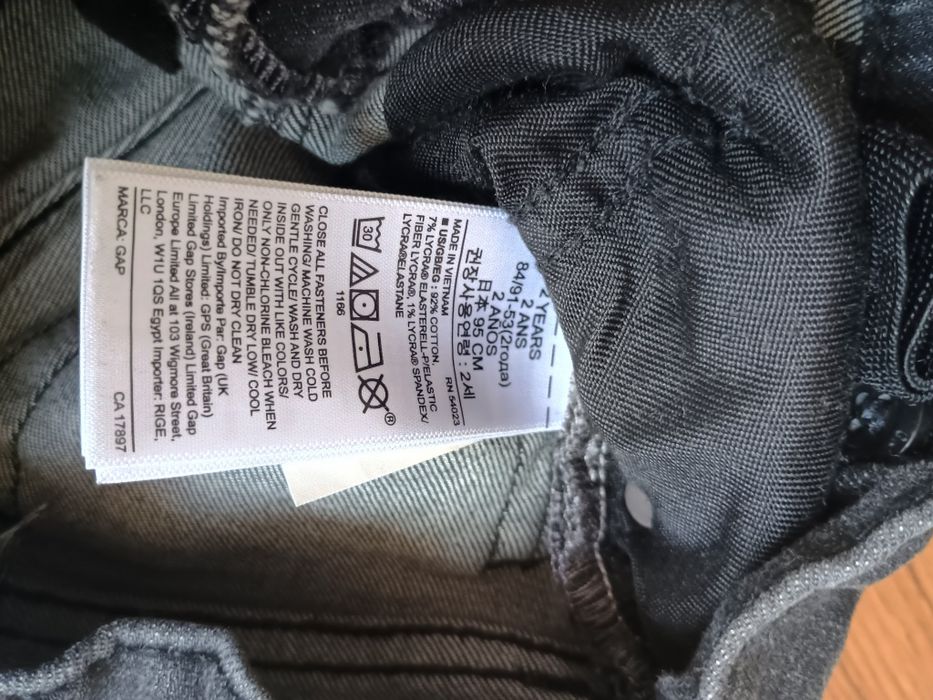 2 YEARS
2 ANS
84/91-53(2года)
2 AÑOS
日本 95 CM
권장사용연령 : 2세
MADE IN VIETNAM RN 54023
■ US/GB/EG : 92% COTTON,
7% LYCRA® ELASTERELL-P/ELASTIC
FIBER LYCRA®, 1% LYCRA® SPANDEX/
LYCRA®ELASTANE
30
®
1166
CLOSE ALL FASTENERS BEFORE
WASHING/MACHINE WASH COLD
GENTLE CYCLE/WASH AND DRY
INSIDE OUT WITH LIKE COLORS/
ONLY NON-CHLORINE BLEACH WHEN
NEEDED/TUMBLE DRY LOW/ COOL
IRON/ DO NOT DRY CLEAN
Imported By/Importe Par: Gap (UK
Holdings) Limited: GPS (Great Britain)
Limited Gap Stores (Ireland) Limited Gap
Europe Limited All at 103 Wigmore Street,
London, W1U 1QS Egypt Importer: RIGE,
LLC
MARCA: GAP CA 17897